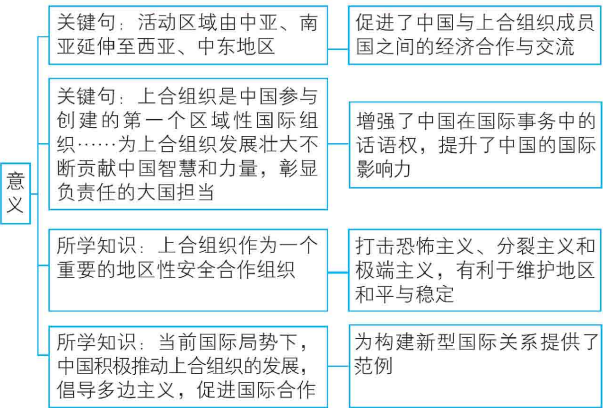 意
义
关键句：活动区域由中亚、南
亚延伸至西亚、中东地区
促进了中国与上合组织成员
国之间的经济合作与交流
关键句：上合组织是中国参与
创建的第一个区域性国际组
织……为上合组织发展壮大不
断贡献中国智慧和力量，彰显
负责任的大国担当
增强了中国在国际事务中的
话语权，提升了中国的国际
影响力
所学知识：上合组织作为一个
重要的地区性安全合作组织
打击恐怖主义、分裂主义和
极端主义，有利于维护地区
和平与稳定
所学知识：当前国际局势下，
中国积极推动上合组织的发展，
倡导多边主义，促进国际合作
为构建新型国际关系提供了
范例